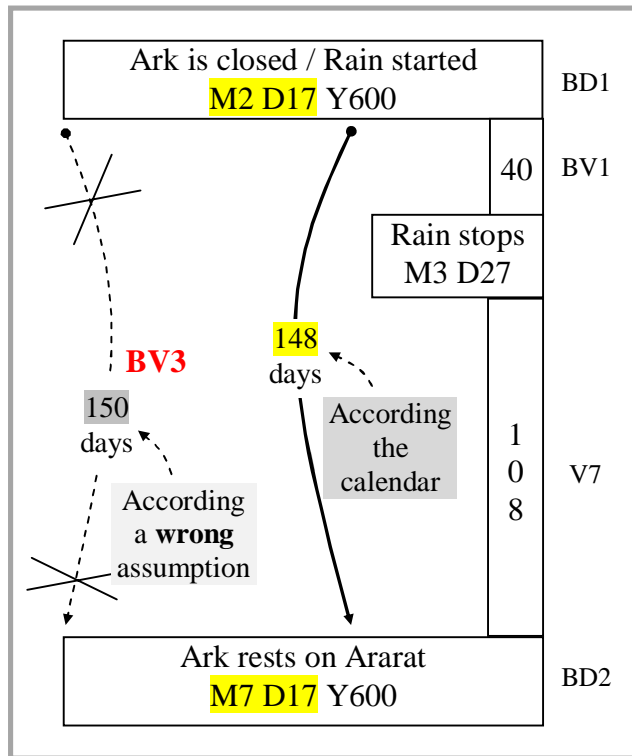 Ark is closed / Rain started
M2 D17 Y600
BD1
40
BV1
Rain stops
M3 D27
148
days
BV3
150
days
According
the
calendar
According
a wrong
assumption
1
0
8
V7
Ark rests on Ararat
M7 D17 Y600
BD2